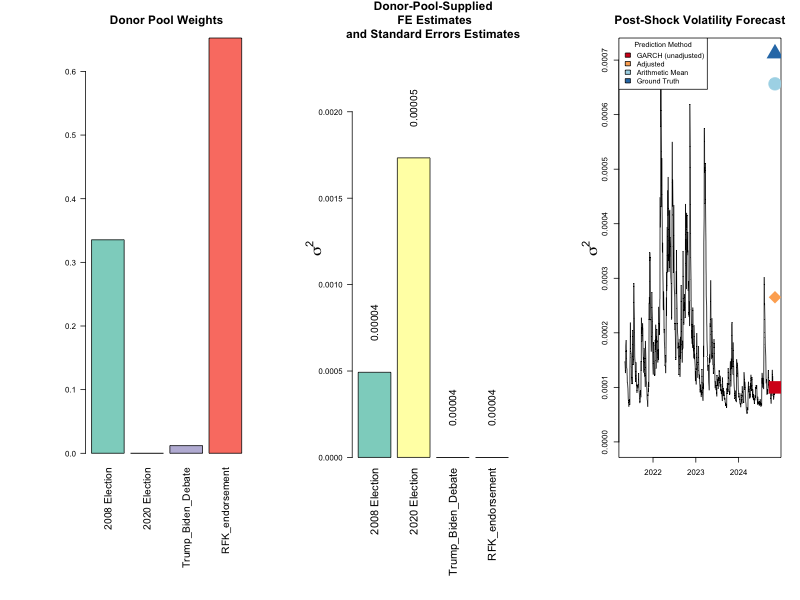 Donor Pool Weights
0.6
0.5
0.4
0.3
0.2
0.1
0.0
2008 Election
2020 Election
Trump_Biden_Debate
RFK_endorsement
Donor-Pool-Supplied
FE Estimates
and Standard Errors Estimates
σ2
0.0020
0.0015
0.0010
0.0005
0.0000
0.00004
0.00005
0.00004
0.00004
2008 Election
2020 Election
Trump_Biden_Debate
RFK_endorsement
Post-Shock Volatility Forecast
Prediction Method
GARCH (unadjusted)
Adjusted
Arithmetic Mean
Ground Truth
σ2
0.0007
0.0006
0.0005
0.0004
0.0003
0.0002
0.0001
0.0000
2022
2023
2024